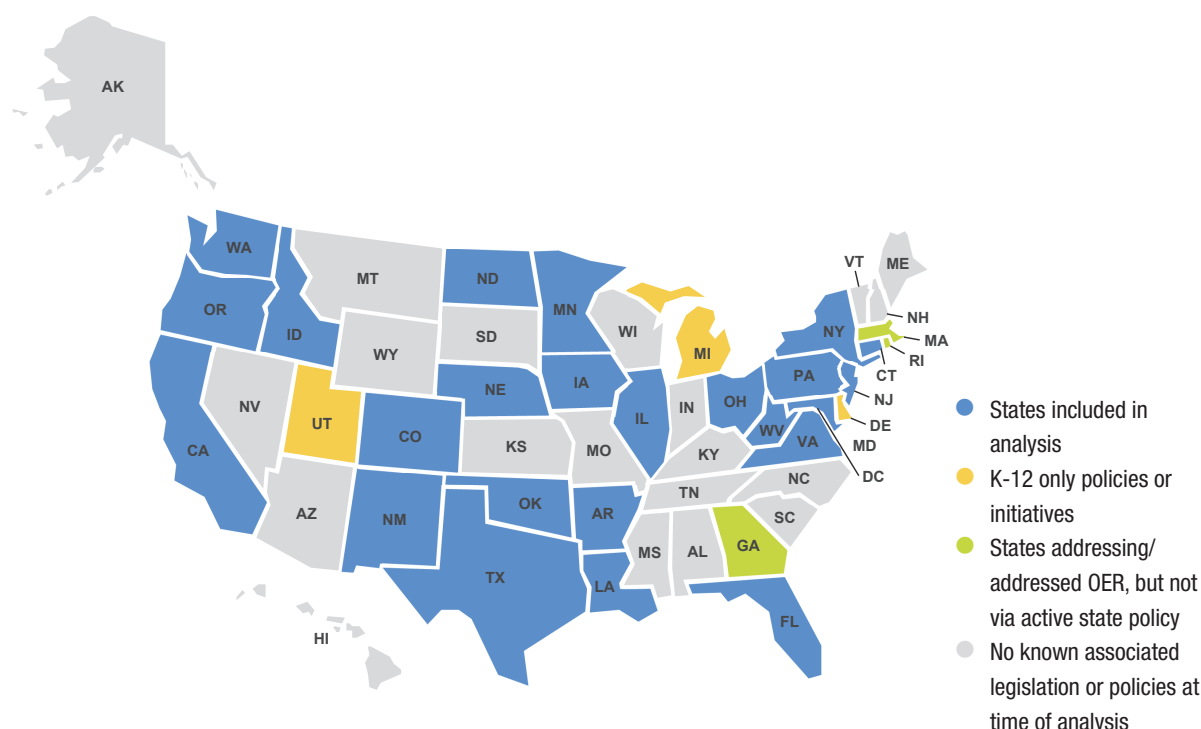 AK
WA
MT
ND
MN
VT
ME
OR
ID
SD
WI
NY
NH
WY
MI
MA
RI
NE
IA
PA
CT
NV
UT
CO
IL
IN
OH
NJ
CA
KS
MO
WV
VA
DE
KY
MD
DC
AZ
NM
OK
AR
TN
NC
SC
TX
MS
AL
GA
LA
FL
HI
States included in
analysis
K-12 only policies or
initiatives
States addressing/
addressed OER, but not
via active state policy
No known associated
legislation or policies at
time of analysis